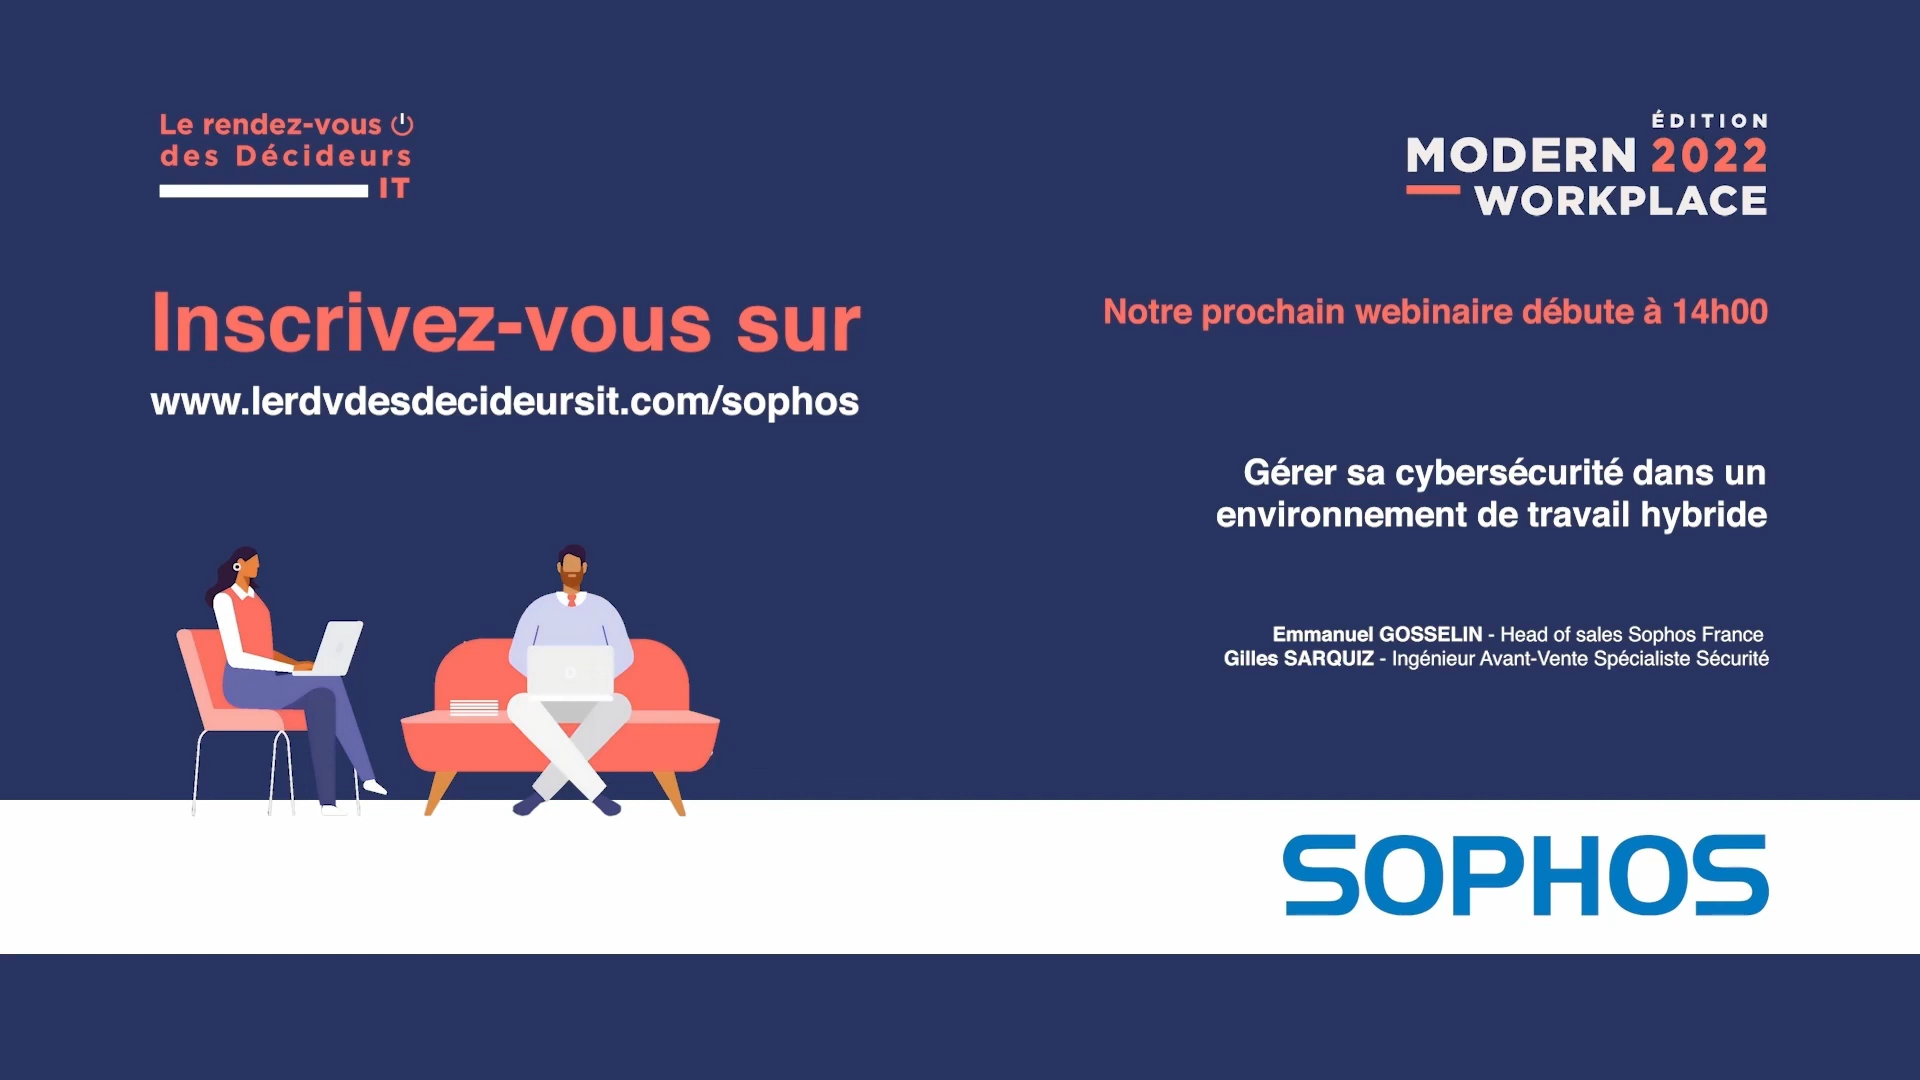 Le rendez-vous
des Décideurs
IT
ÉDITION
MODERN 2022
WORKPLACE
Inscrivez-vous sur
www.lerdvdesdecideursit.com/sophos
Notre prochain webinaire débute à 14h00
Gérer sa cybersécurité dans un
environnement de travail hybride
Emmanuel GOSSELIN - Head of sales Sophos France
Gilles SARQUIZ - Ingénieur Avant-Vente Spécialiste Sécurité
SOPHOS